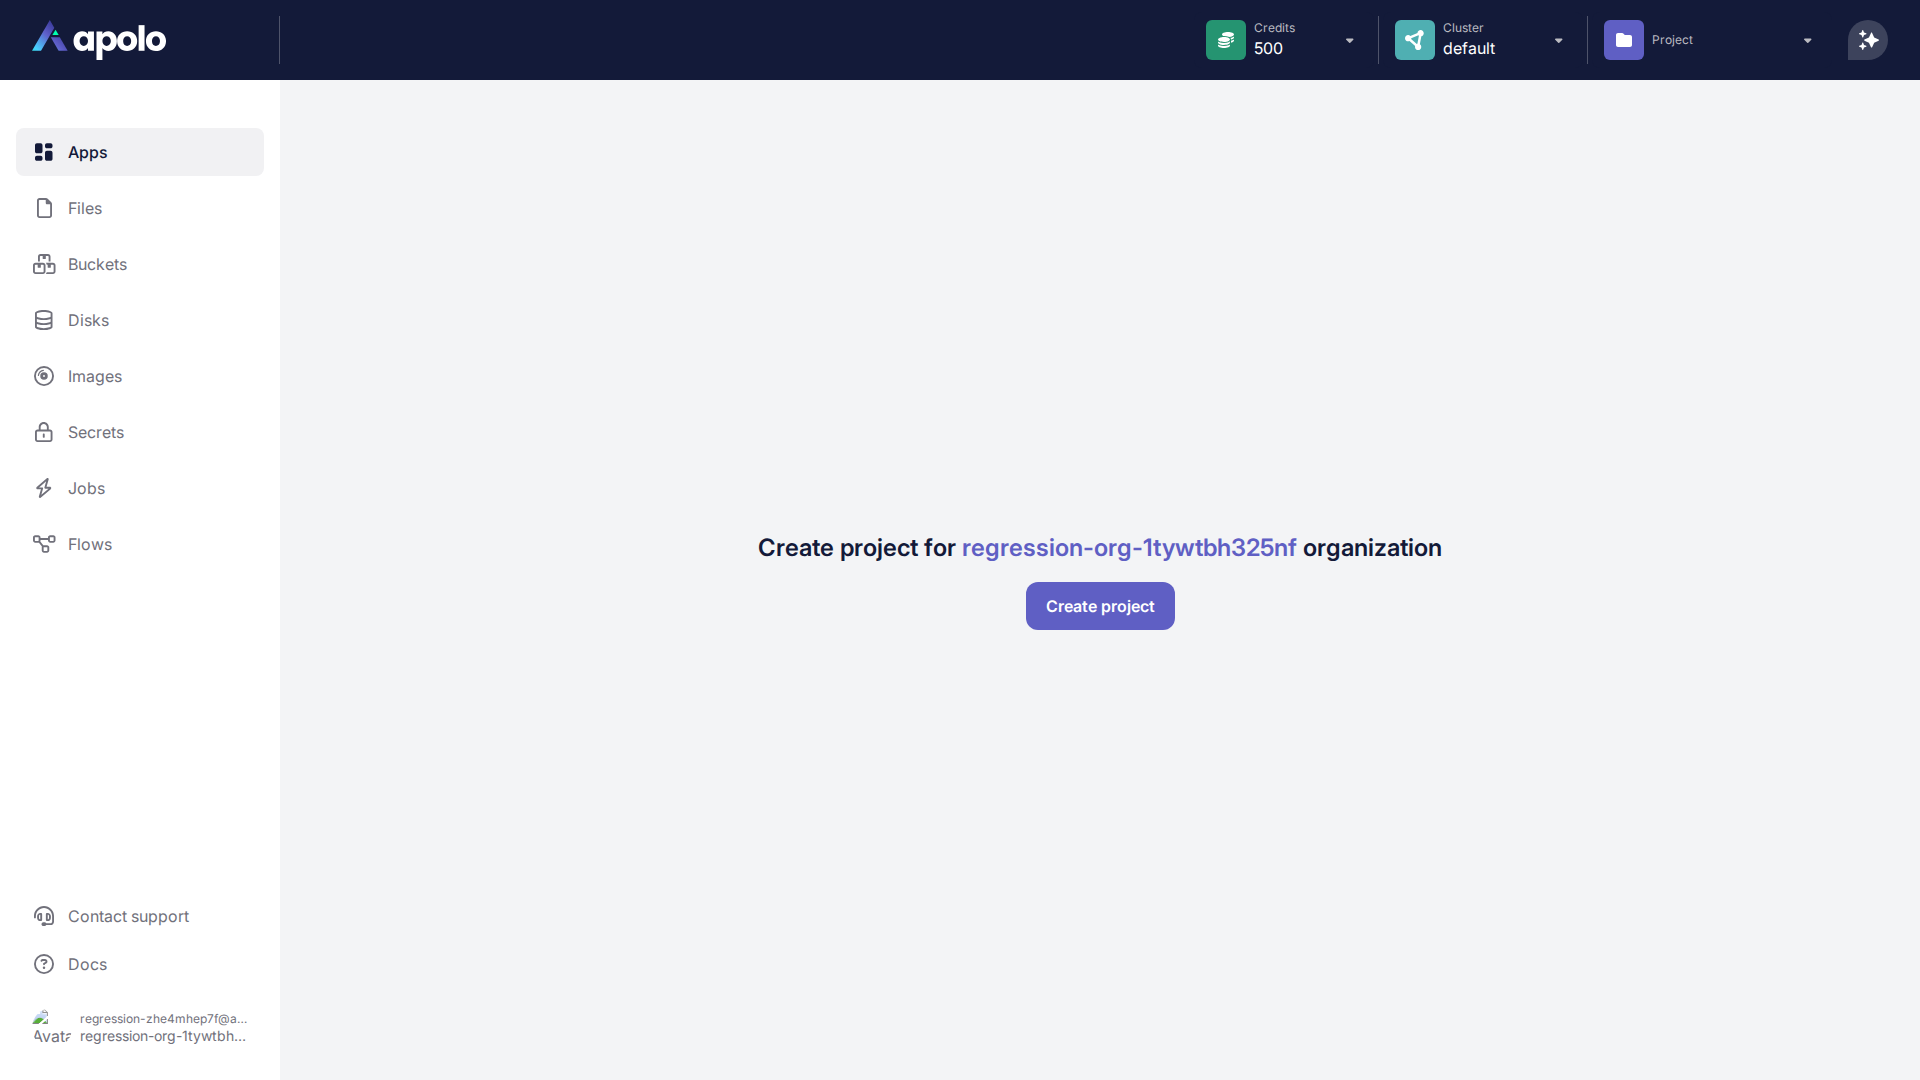 apolo
Credits
500
Cluster
default
Project
Apps
Files
Buckets
Disks
Images
Secrets
Jobs
Flows
Create project for regression-org-1tywtbh325nf organization
Create project
Contact support
Docs
Avata
regression-zhe4mhep7f@a...
regression-org-1tywtbh...